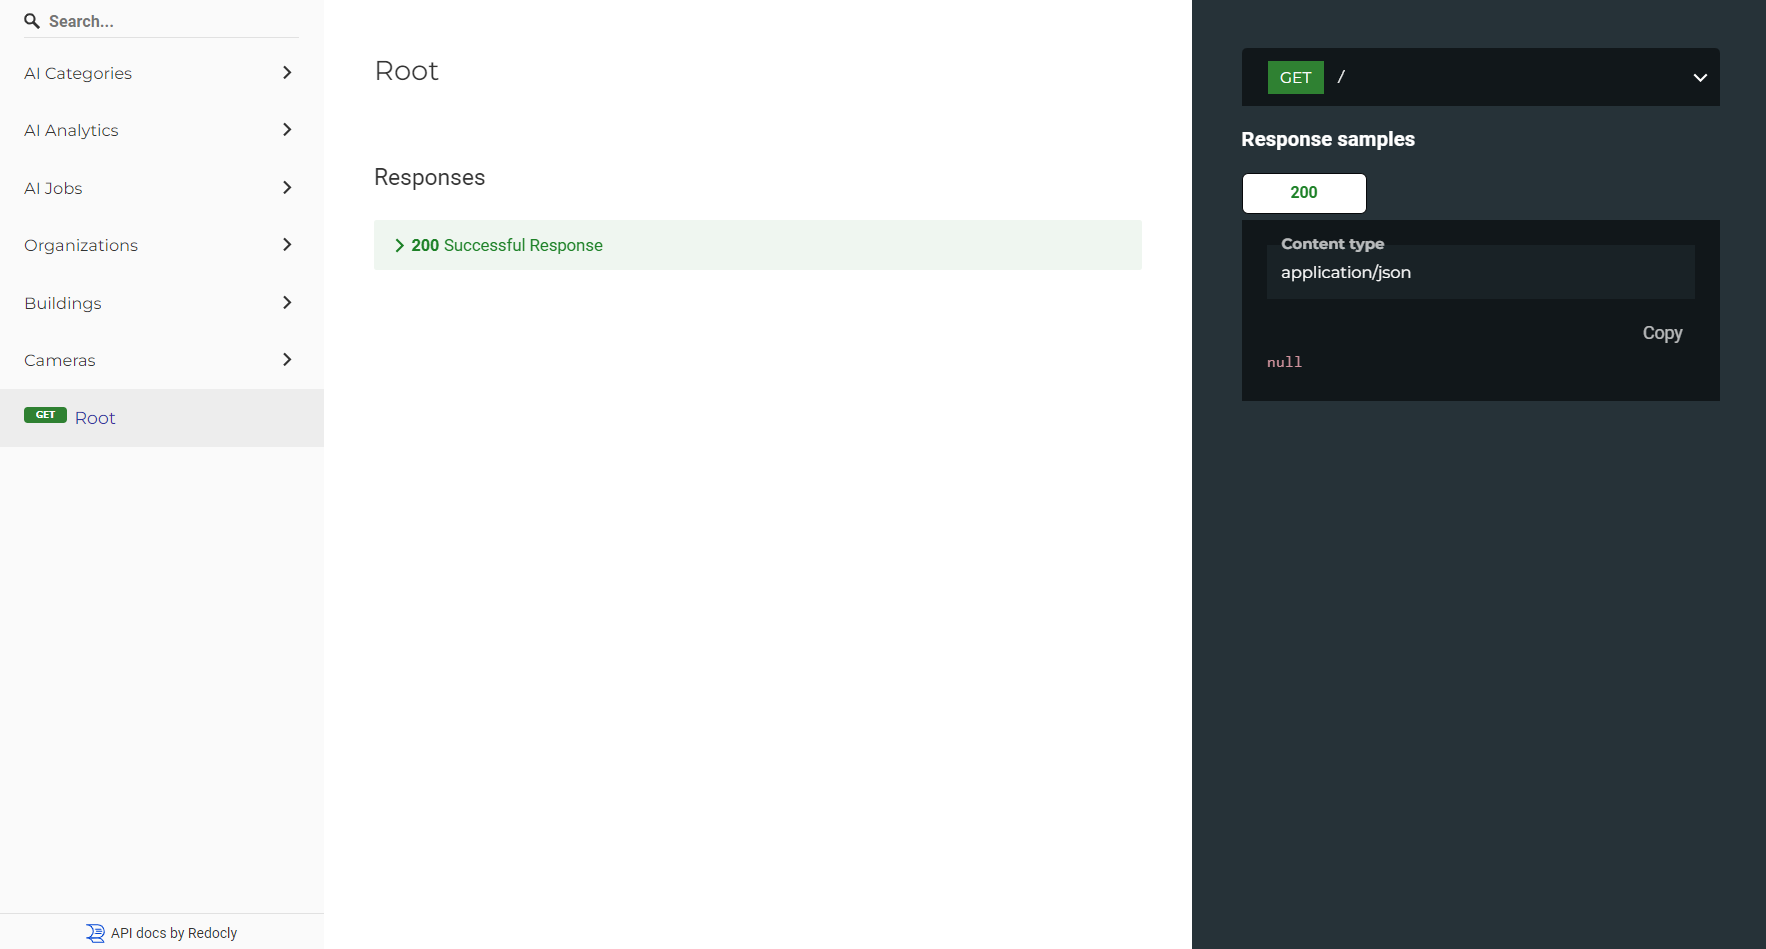 Search...
AI Categories
AI Analytics
AI Jobs
Organizations
Buildings
Cameras
GET Root
API docs by Redocly
Root
Responses
200 Successful Response
GET /
Response samples
200
Content type
application/json
Copy
null